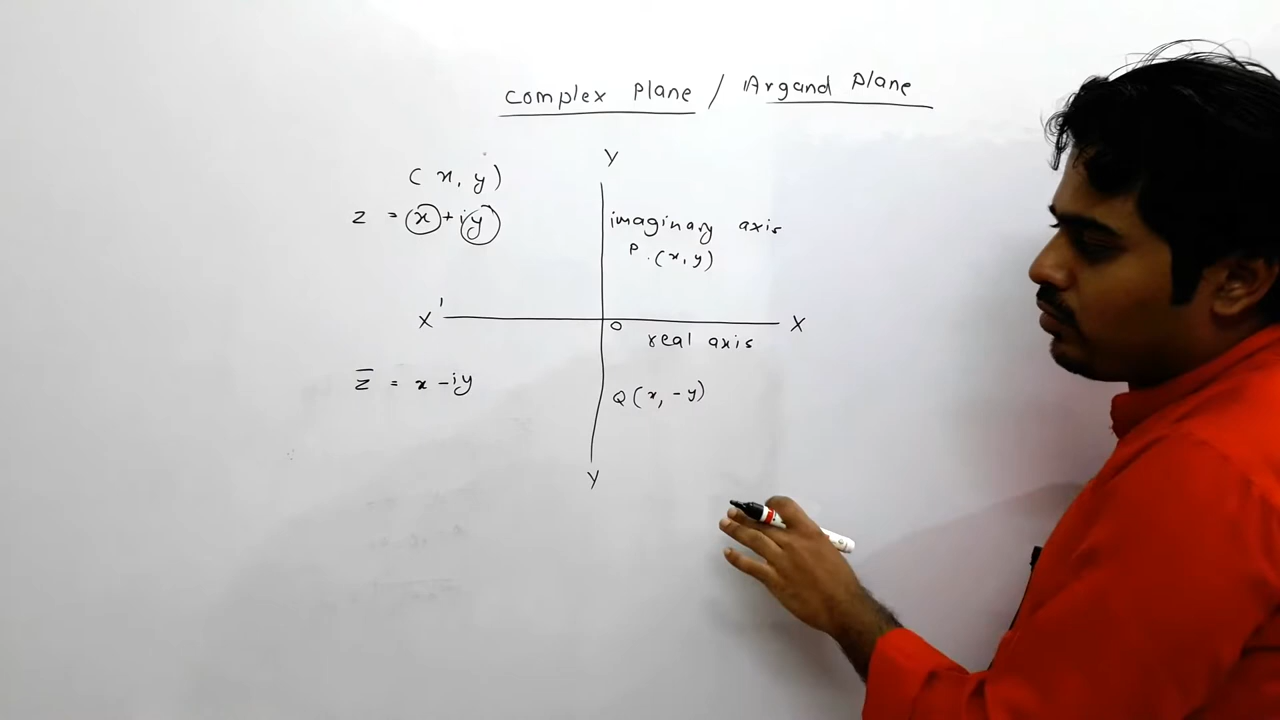 Complex Plane / Argand Plane
Y
(x, y)
z = x + iy
imaginary axis
P . (x, y)
X' X
O
real axis
z̅ = x - iy
Q (x, - y)
Y